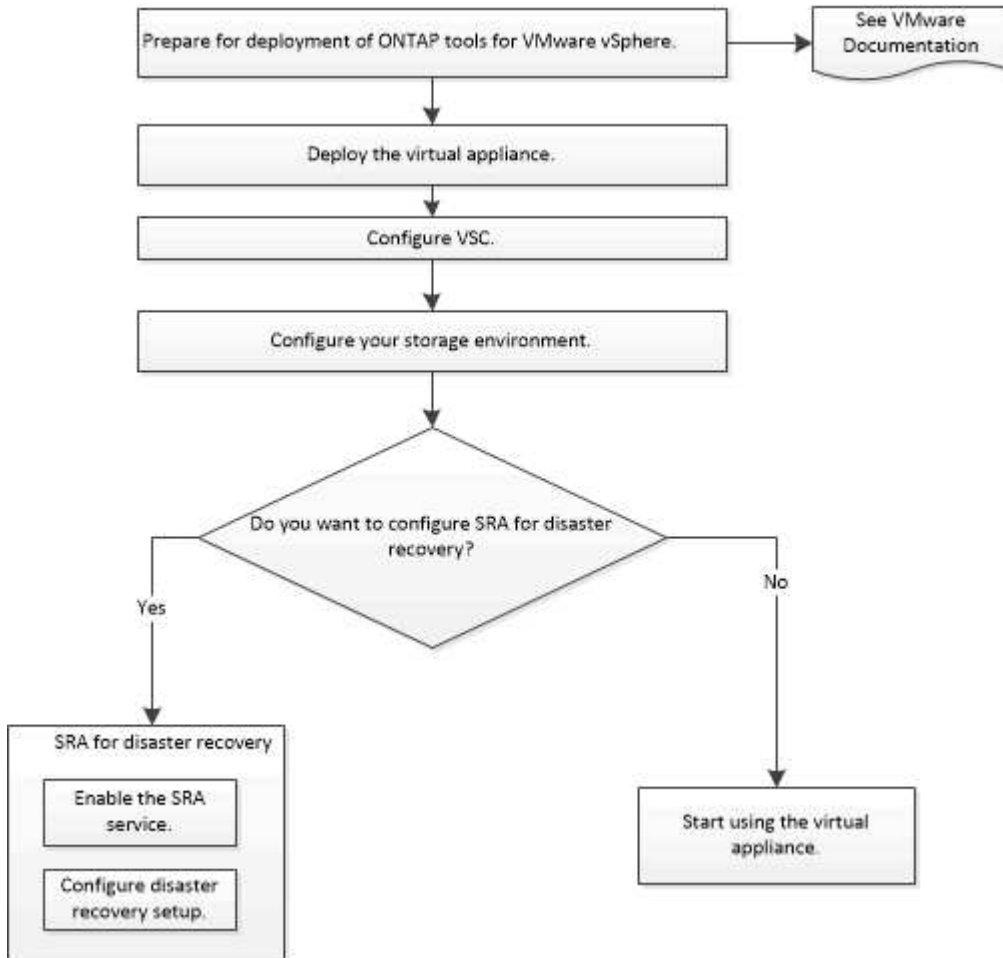 Prepare for deployment of ONTAP tools for VMware vSphere.
See VMware
Documentation
Deploy the virtual appliance.
Configure VSC.
Configure your storage environment.
Do you want to configure SRA for disaster
recovery?
Yes
No
SRA for disaster recovery
Enable the SRA
service.
Configure disaster
recovery setup.
Start using the virtual
appliance.